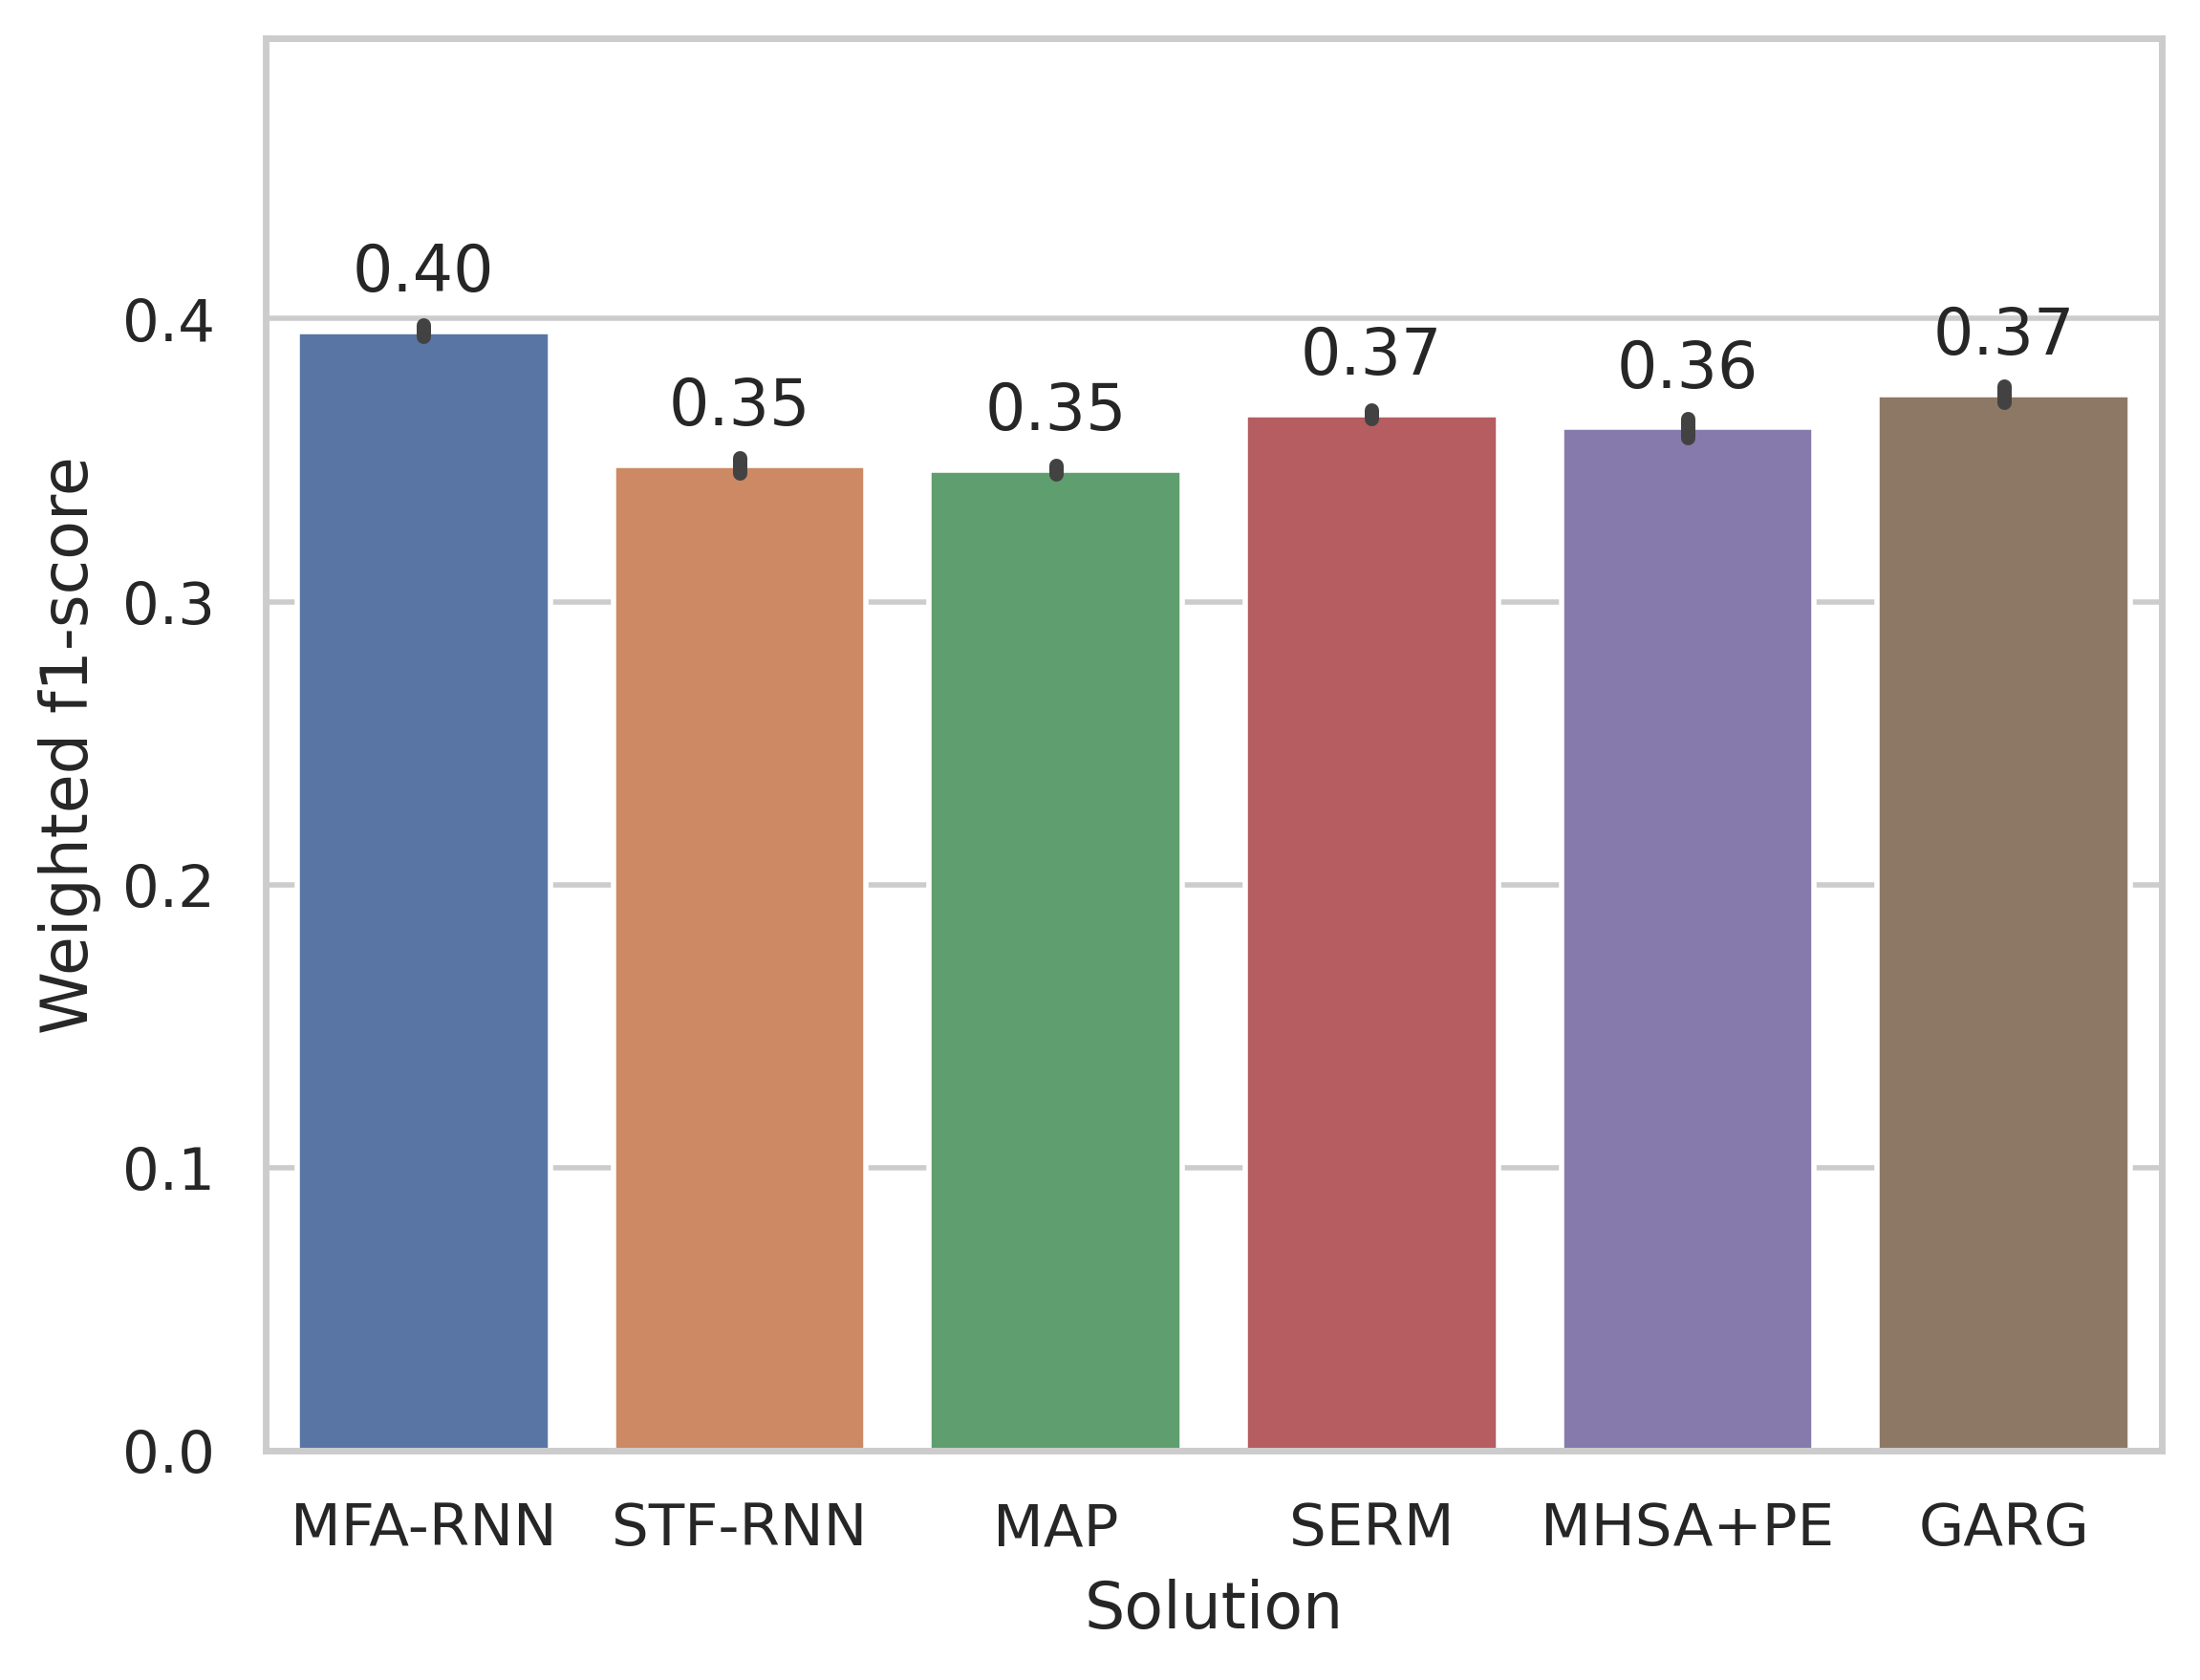 Weighted f1-score
0.4
0.3
0.2
0.1
0.0
0.40
0.35
0.35
0.37
0.36
0.37
MFA-RNN
STF-RNN
MAP
SERM
MHSA+PE
GARG
Solution